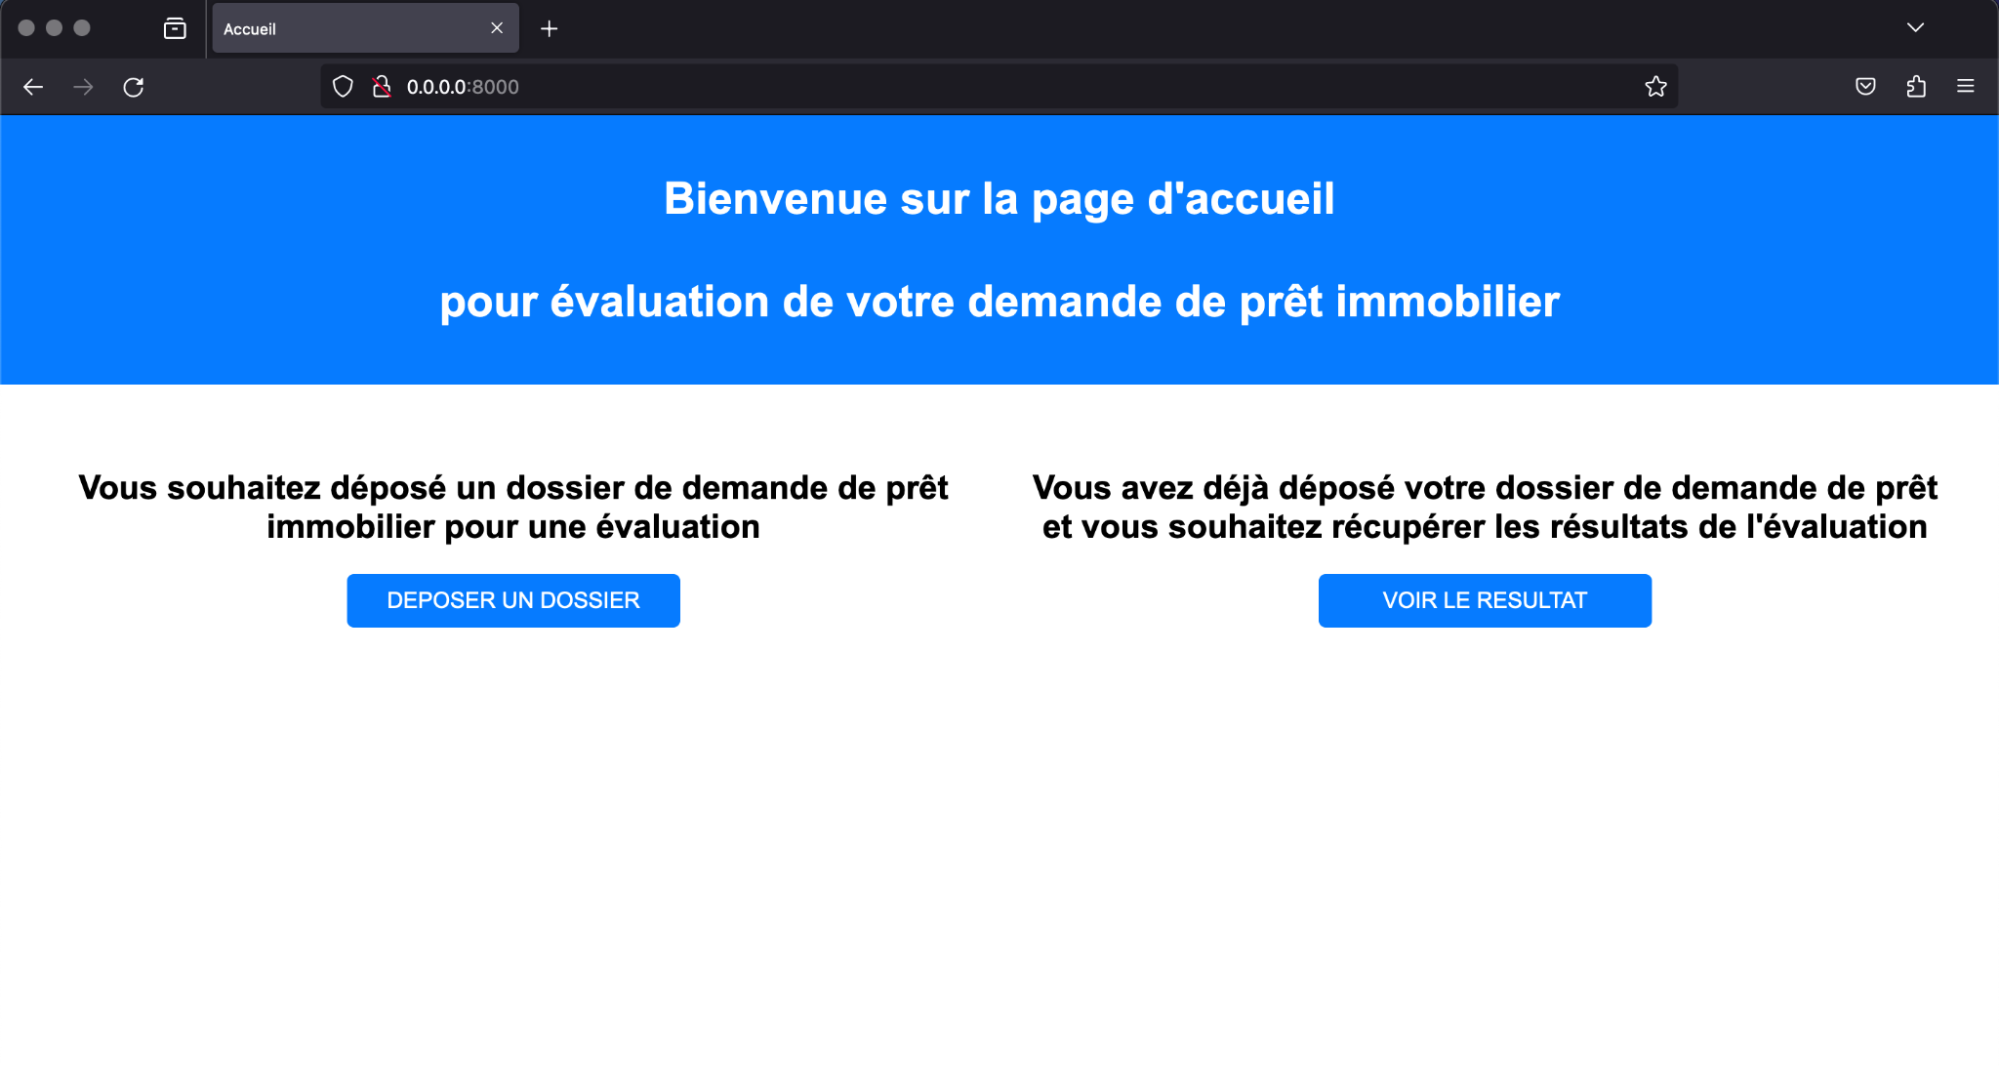 Accueil
0.0.0.0:8000
Bienvenue sur la page d'accueil
pour évaluation de votre demande de prêt immobilier
Vous souhaitez déposé un dossier de demande de prêt
immobilier pour une évaluation
DEPOSER UN DOSSIER
Vous avez déjà déposé votre dossier de demande de prêt
et vous souhaitez récupérer les résultats de l'évaluation
VOIR LE RESULTAT